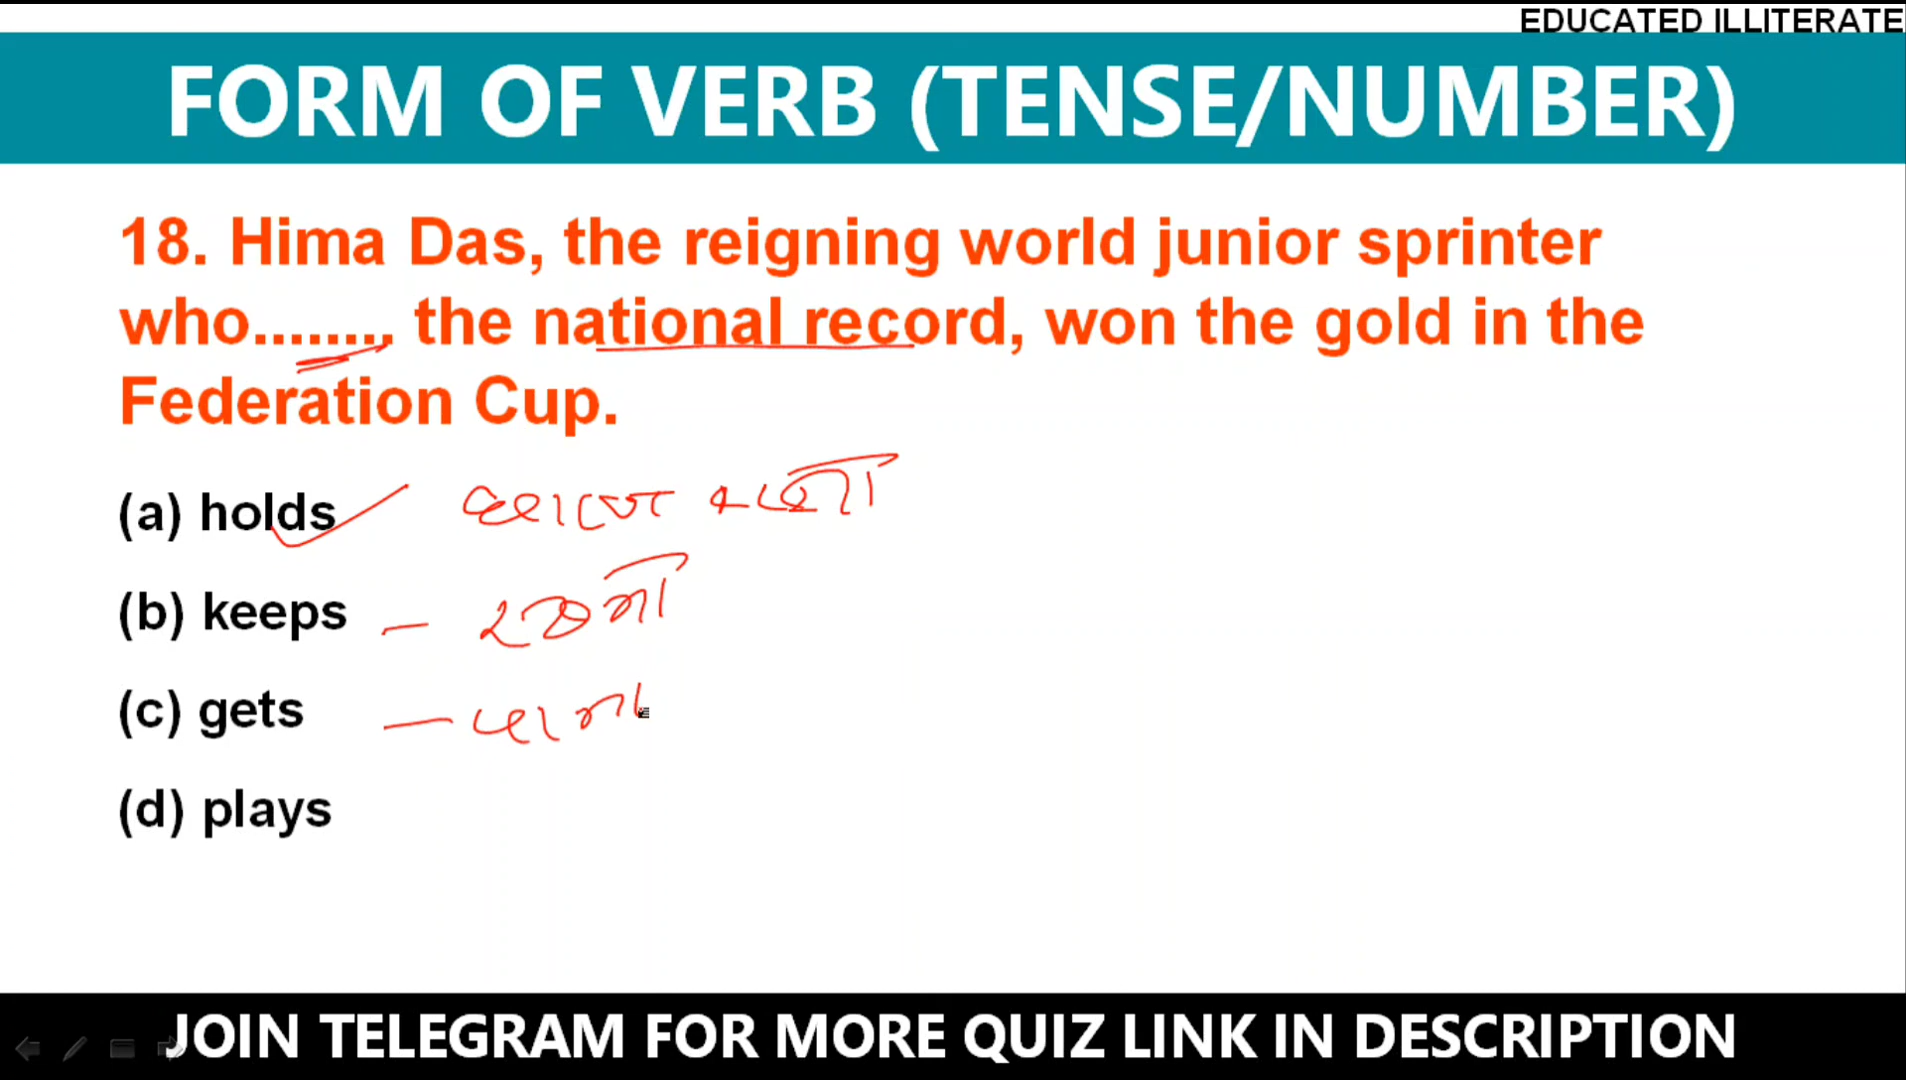 EDUCATED ILLITERATE
FORM OF VERB (TENSE/NUMBER)
18. Hima Das, the reigning world junior sprinter
who........ the national record, won the gold in the
Federation Cup.
(a) holds
(b) keeps
(c) gets
(d) plays
JOIN TELEGRAM FOR MORE QUIZ LINK IN DESCRIPTION